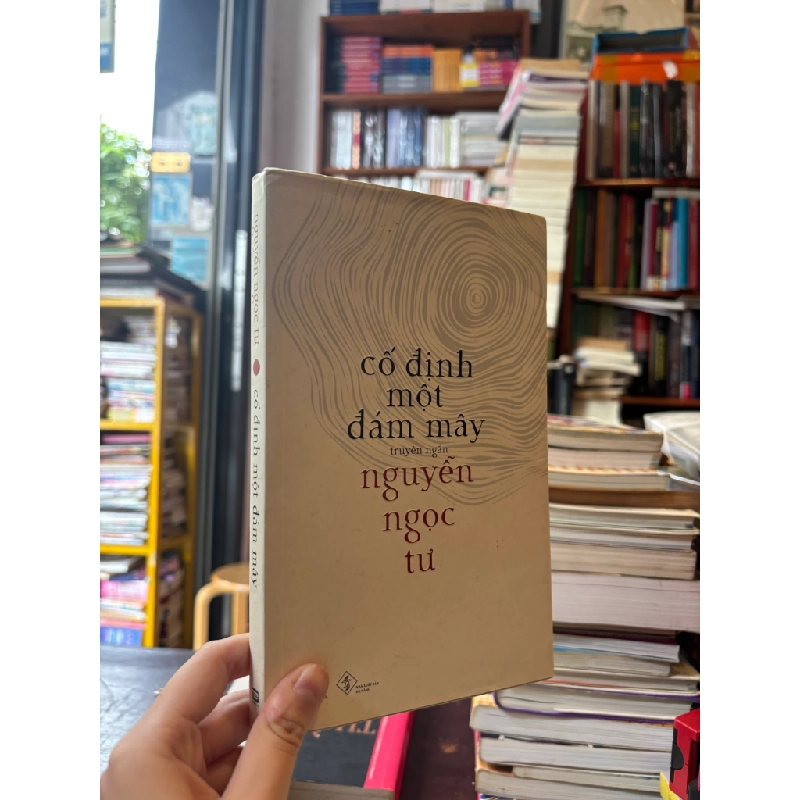 cố định
một
đám mây
truyện ngắn
nguyễn
ngọc
tư
nguyễn ngọc tư cố định một đám mây